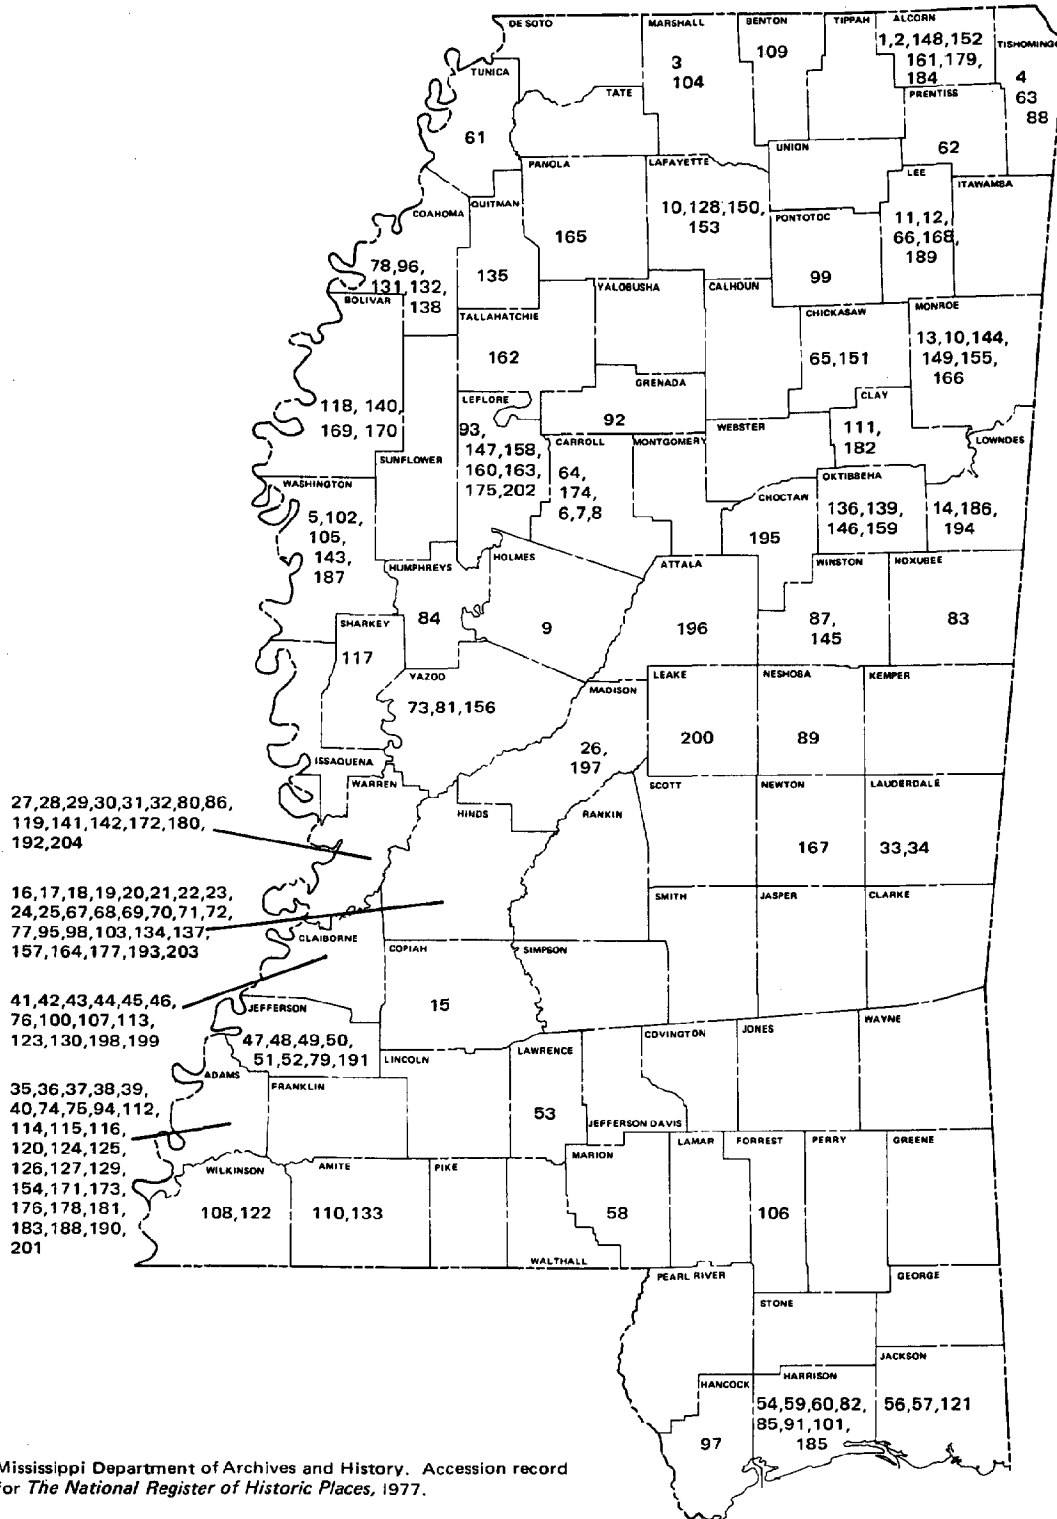 DE SOTO
MARSHALL
BENTON
TIPPAH
ALCORN
1,2,148,152
161,179,
184
TISHOMINGO
3
104
109
4
63
88
TUNICA
TATE
PRENTISS
61
62
UNION
PANOLA
LAFAYETTE
LEE
ITAWAMBA
QUITMAN
COAHOMA
10,128,150,
153
PONTOTOC
11,12,
66,168,
189
165
78,96,
131,132,
138
135
99
BOLIVAR
YALOBUSHA
CALHOUN
CHICKASAW
MONROE
TALLAHATCHIE
13,10,144,
149,155,
166
162
65,151
GRENADA
LEFLORE
CLAY
118, 140,
169, 170
92
93,
147,158,
160,163,
175,202
WEBSTER
111,
182
LOWNDES
CARROLL
MONTGOMERY
SUNFLOWER
64,
174,
6,7,8
OKTIBBEHA
WASHINGTON
CHOCTAW
136,139,
146,159
14,186,
194
5,102,
105,
143,
187
195
HOLMES
HUMPHREYS
ATTALA
WINSTON
NOXUBEE
84
9
196
87,
145
83
SHARKEY
117
YAZOO
LEAKE
NESHOBA
KEMPER
MADISON
73,81,156
200
89
26,
197
ISSAQUENA
WARREN
SCOTT
NEWTON
LAUDERDALE
27,28,29,30,31,32,80,86,
119,141,142,172,180,
192,204
HINDS
RANKIN
167
33,34
16,17,18,19,20,21,22,23,
24,25,67,68,69,70,71,72,
77,95,98,103,134,137,
157,164,177,193,203
SMITH
JASPER
CLARKE
CLAIBORNE
COPIAH
SIMPSON
41,42,43,44,45,46,
76,100,107,113,
123,130,198,199
15
JEFFERSON
47,48,49,50,
51,52,79,191
LINCOLN
LAWRENCE
COVINGTON
JONES
WAYNE
ADAMS
FRANKLIN
35,36,37,38,39,
40,74,75,94,112,
114,115,116,
120,124,125,
126,127,129,
154,171,173,
176,178,181,
183,188,190,
201
53
JEFFERSON DAVIS
LAMAR
FORREST
PERRY
GREENE
MARION
WILKINSON
AMITE
PIKE
108,122
110,133
58
106
WALTHALL
PEARL RIVER
GEORGE
STONE
JACKSON
HANCOCK
HARRISON
54,59,60,82,
85,91,101,
185
56,57,121
97
Mississippi Department of Archives and History. Accession record
or The National Register of Historic Places, 1977.